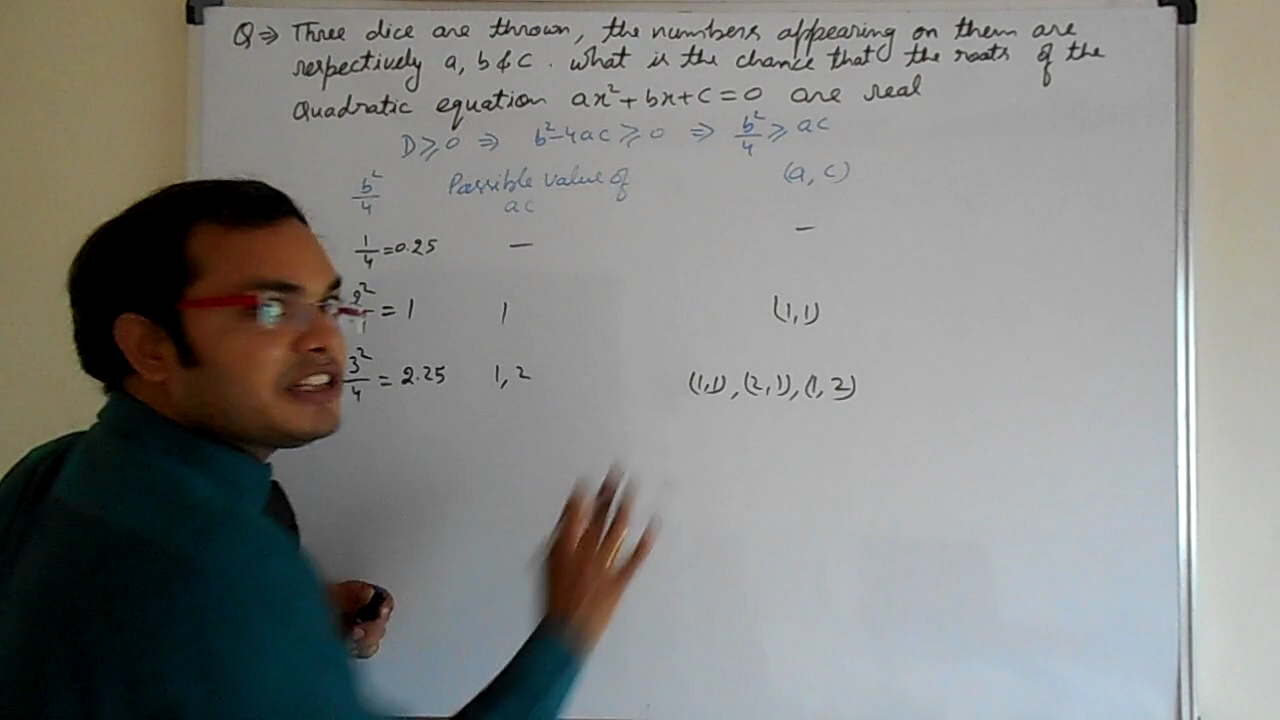 Q ⇒ Three dice are thrown, the numbers appearing on them are
respectively a, b & c. What is the chance that the roots of the
Quadratic equation ax² + bx + c = 0 are real
D ≥ 0 ⇒ b² - 4ac ≥ 0 ⇒ b²/4 ≥ ac
b²/4 Possible value of ac (a, c)
1/4 = 0.25 — —
= 1 1 (1,1)
3²/4 = 2.25 1, 2 (1,1), (2,1), (1,2)